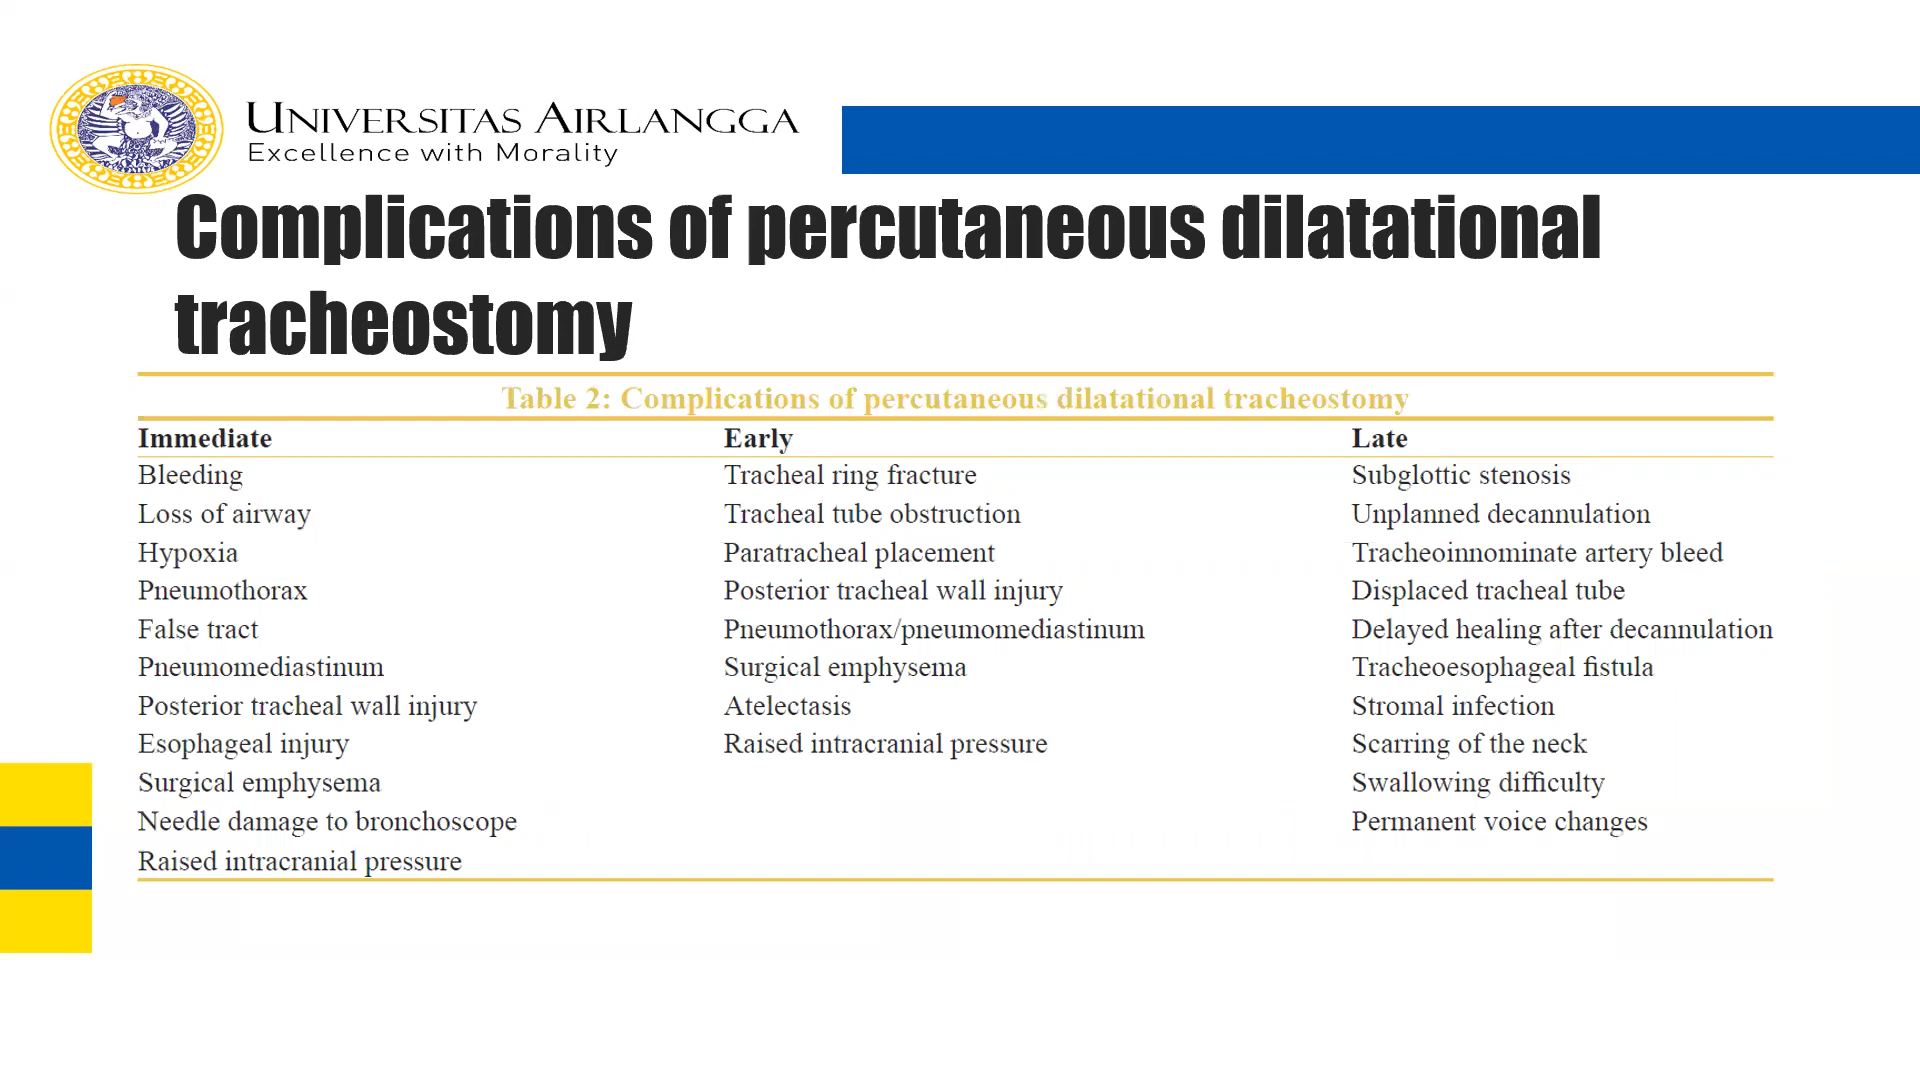 UNIVERSITAS AIRLANGGA
Excellence with Morality
Complications of percutaneous dilatational
tracheostomy
Table 2: Complications of percutaneous dilatational tracheostomy
Immediate Early Late
Bleeding Tracheal ring fracture Subglottic stenosis
Loss of airway Tracheal tube obstruction Unplanned decannulation
Hypoxia Paratracheal placement Tracheoinnominate artery bleed
Pneumothorax Posterior tracheal wall injury Displaced tracheal tube
False tract Pneumothorax/pneumomediastinum Delayed healing after decannulation
Pneumomediastinum Surgical emphysema Tracheoesophageal fistula
Posterior tracheal wall injury Atelectasis Stromal infection
Esophageal injury Raised intracranial pressure Scarring of the neck
Surgical emphysema Swallowing difficulty
Needle damage to bronchoscope Permanent voice changes
Raised intracranial pressure